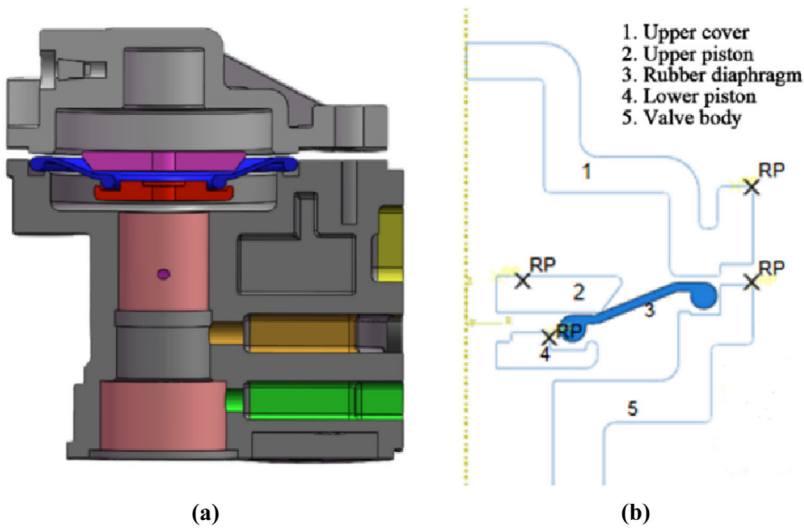 1. Upper cover
2. Upper piston
3. Rubber diaphragm
4. Lower piston
5. Valve body
1
RP
RP
RP
2
3
RP
4
5
(a)
(b)